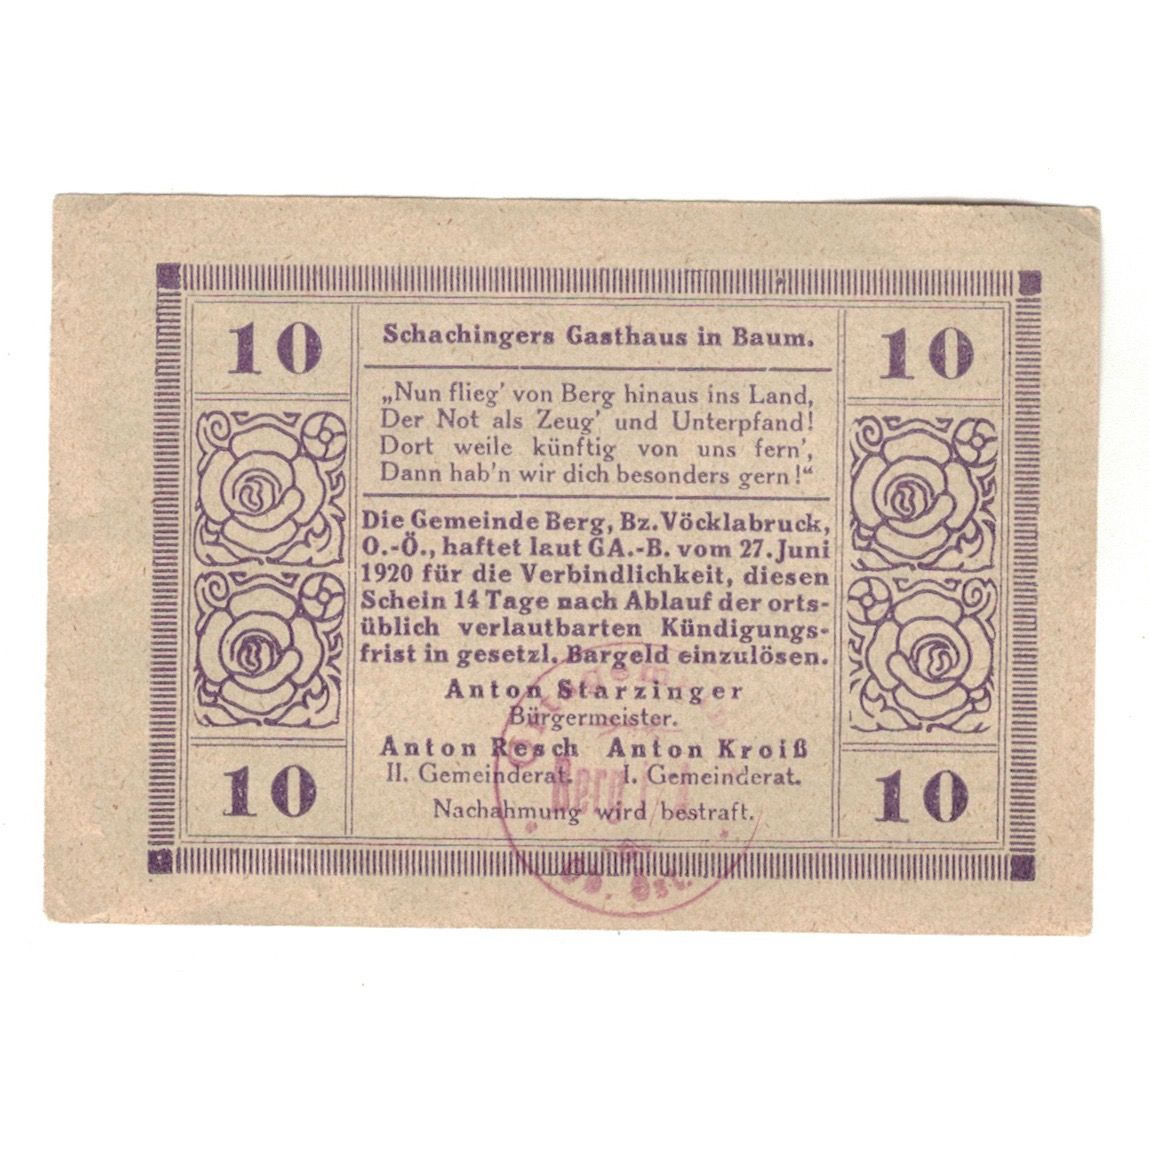 10
Schachingers Gasthaus in Baum.
10
„Nun flieg' von Berg hinaus ins Land,
Der Not als Zeug' und Unterpfand!
Dort weile künftig von uns fern',
Dann hab'n wir dich besonders gern!“
Die Gemeinde Berg, Bz. Vöcklabruck,
O.-Ö., haftet laut GA.-B. vom 27. Juni
1920 für die Verbindlichkeit, diesen
Schein 14 Tage nach Ablauf der orts-
üblich verlautbarten Kündigungs-
frist in gesetzl. Bargeld einzulösen.
Anton Starzinger
Bürgermeister.
Anton Resch Anton Kroiß
II. Gemeinderat. I. Gemeinderat.
10
Nachahmung wird bestraft.
10
Berg
Ob. Öst.